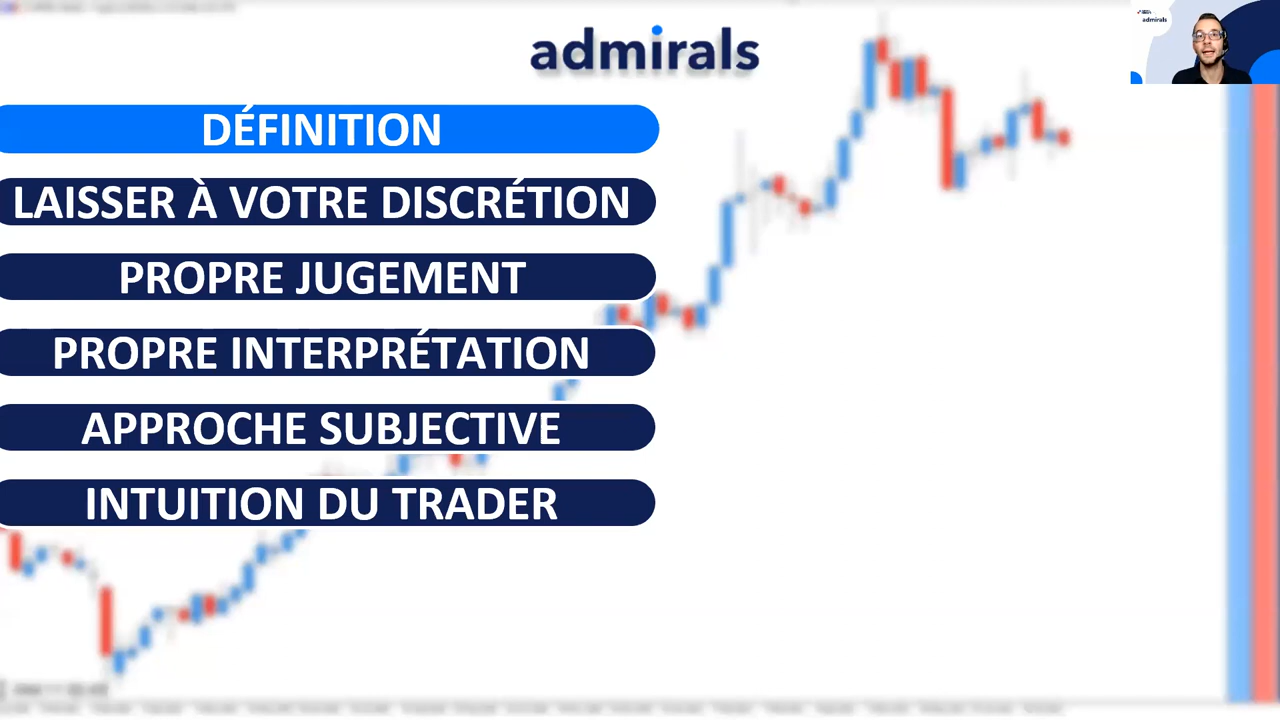 admirals
admirals
DÉFINITION
LAISSER À VOTRE DISCRÉTION
PROPRE JUGEMENT
PROPRE INTERPRÉTATION
APPROCHE SUBJECTIVE
INTUITION DU TRADER